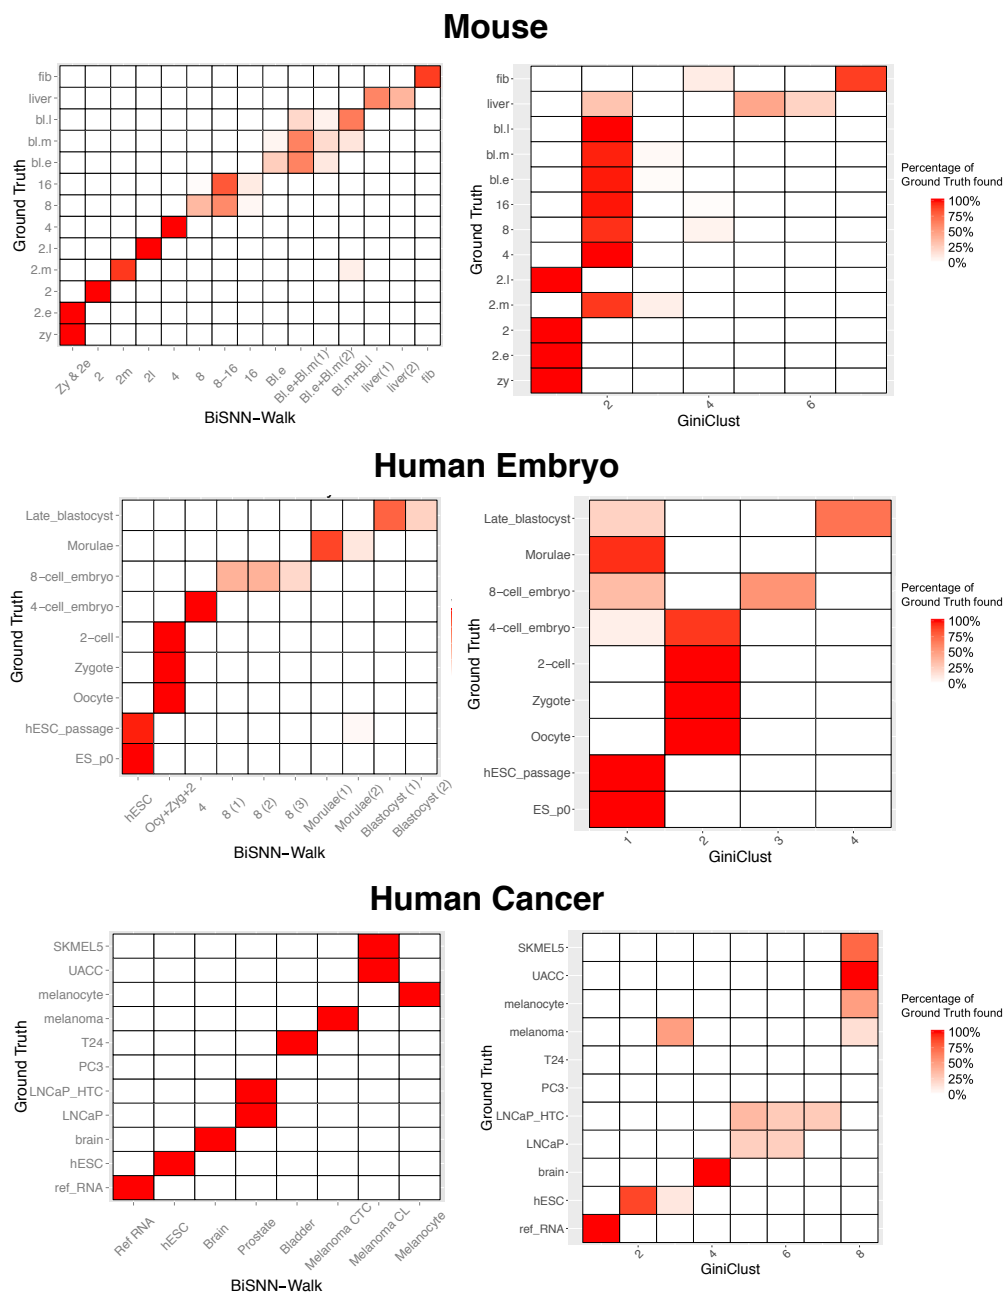 Mouse
fib
liver
bl.l
bl.m
bl.e
16
8
4
2.l
2.m
2
2.e
zy
Ground Truth
Zy & 2e
2
2m
2l
4
8
8−16
16
Bl.e
Bl.e+Bl.m(1)
Bl.e+Bl.m(2)
Bl.m+Bl.l
liver(1)
liver(2)
fib
BiSNN−Walk
fib
liver
bl.l
bl.m
bl.e
16
8
4
2.l
2.m
2
2.e
zy
Ground Truth
2
4
6
GiniClust
Percentage of
Ground Truth found
100%
75%
50%
25%
0%
Human Embryo
Late_blastocyst
Morulae
8−cell_embryo
4−cell_embryo
2−cell
Zygote
Oocyte
hESC_passage
ES_p0
Ground Truth
hESC
Ocy+Zyg+2
4
8 (1)
8 (2)
8 (3)
Morulae(1)
Morulae(2)
Blastocyst (1)
Blastocyst (2)
BiSNN−Walk
Late_blastocyst
Morulae
8−cell_embryo
4−cell_embryo
2−cell
Zygote
Oocyte
hESC_passage
ES_p0
Ground Truth
1
2
3
4
GiniClust
Percentage of
Ground Truth found
100%
75%
50%
25%
0%
Human Cancer
SKMEL5
UACC
melanocyte
melanoma
T24
PC3
LNCaP_HTC
LNCaP
brain
hESC
ref_RNA
Ground Truth
Ref RNA
hESC
Brain
Prostate
Bladder
Melanoma CTC
Melanoma CL
Melanocyte
BiSNN−Walk
SKMEL5
UACC
melanocyte
melanoma
T24
PC3
LNCaP_HTC
LNCaP
brain
hESC
ref_RNA
Ground Truth
2
4
6
8
GiniClust
Percentage of
Ground Truth found
100%
75%
50%
25%
0%